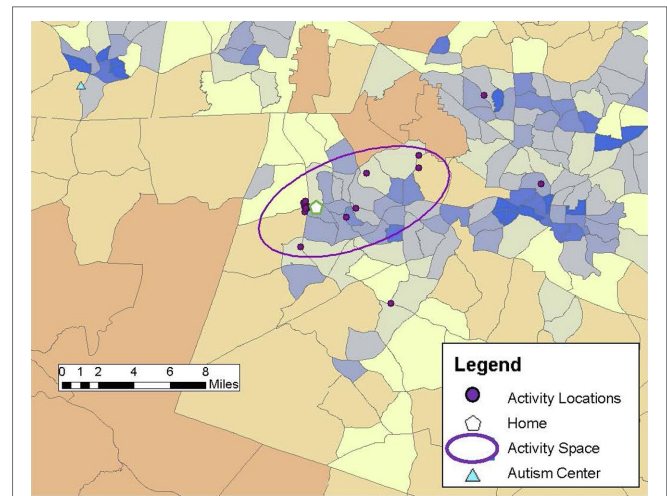 0 1 2 4 6 8
Miles
Legend
Activity Locations
Home
Activity Space
Autism Center